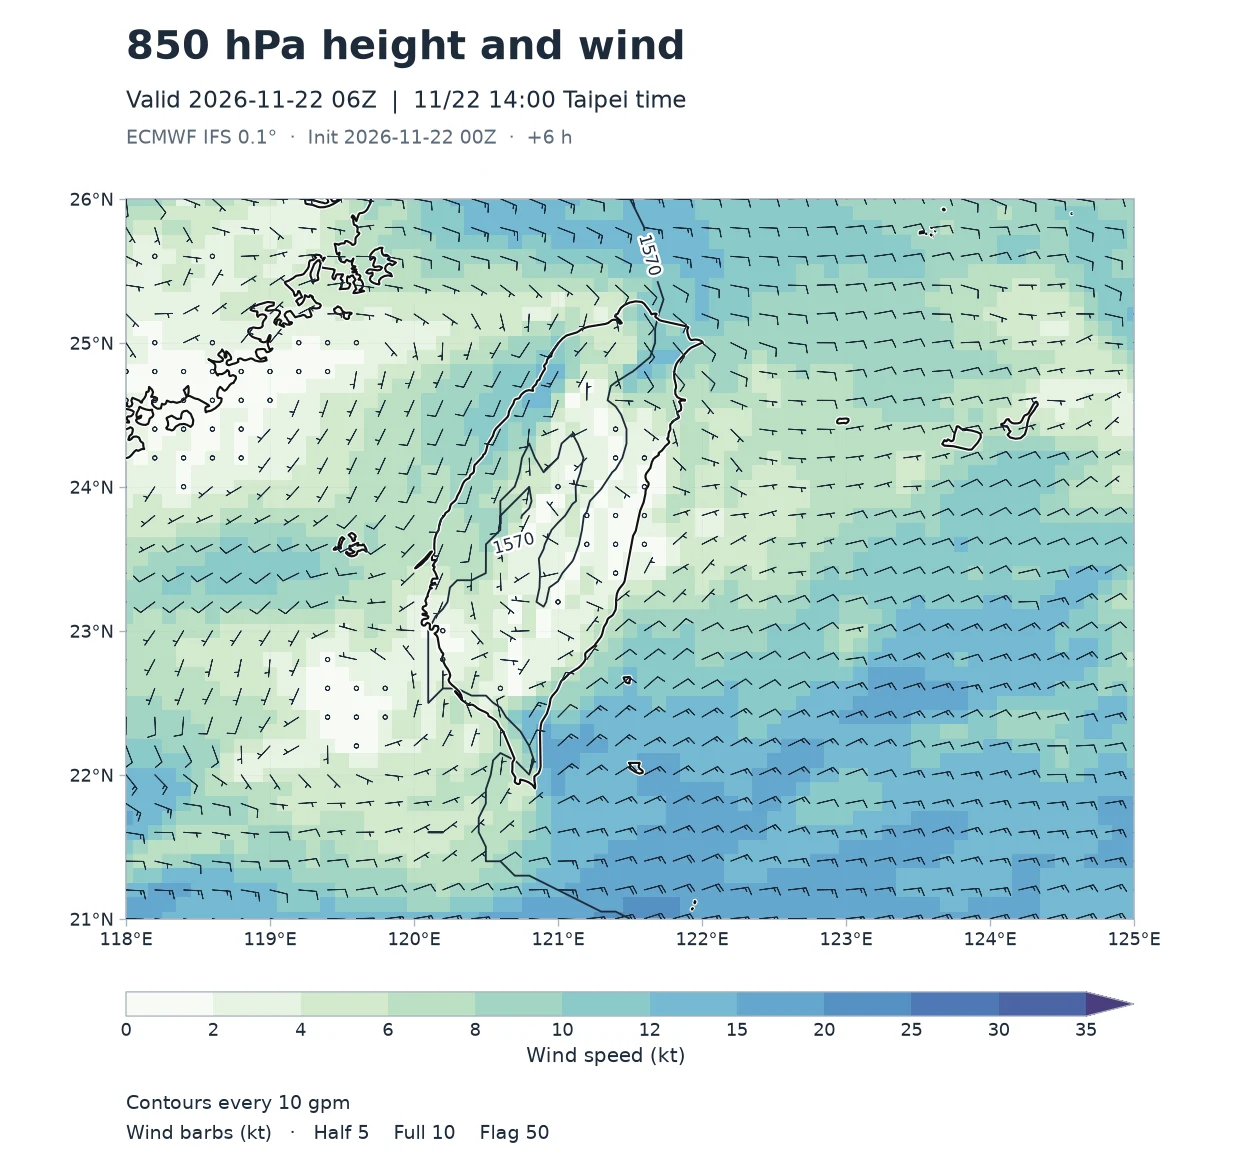 850 hPa height and wind
Valid 2026-11-22 06Z | 11/22 14:00 Taipei time
ECMWF IFS 0.1° · Init 2026-11-22 00Z · +6 h
26°N
1570
25°N
24°N
1570
23°N
22°N
21°N
118°E 119°E 120°E 121°E 122°E 123°E 124°E 125°E
0 2 4 6 8 10 12 15 20 25 30 35
Wind speed (kt)
Contours every 10 gpm
Wind barbs (kt) · Half 5 Full 10 Flag 50